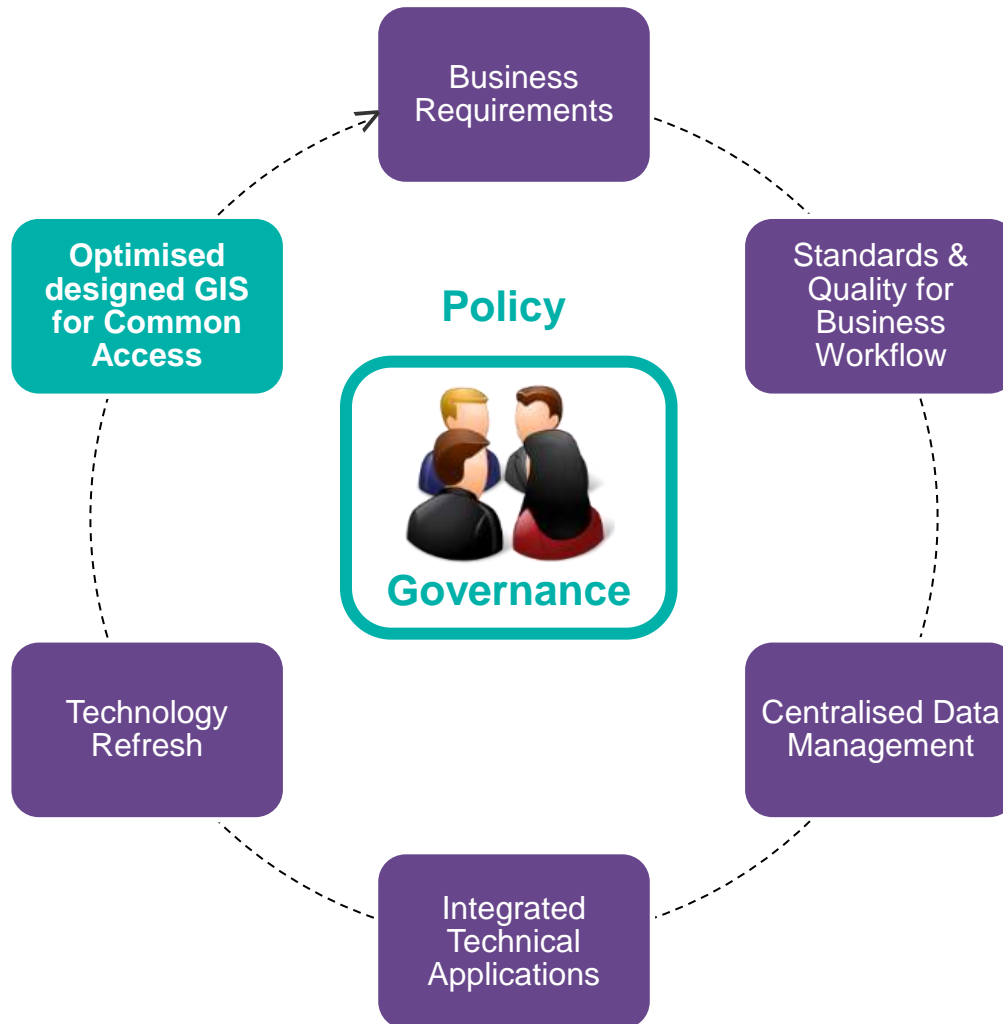 Business
Requirements
Standards &
Quality for
Business
Workflow
Centralised Data
Management
Integrated
Technical
Applications
Technology
Refresh
Optimised
designed GIS
for Common
Access
Policy
Governance